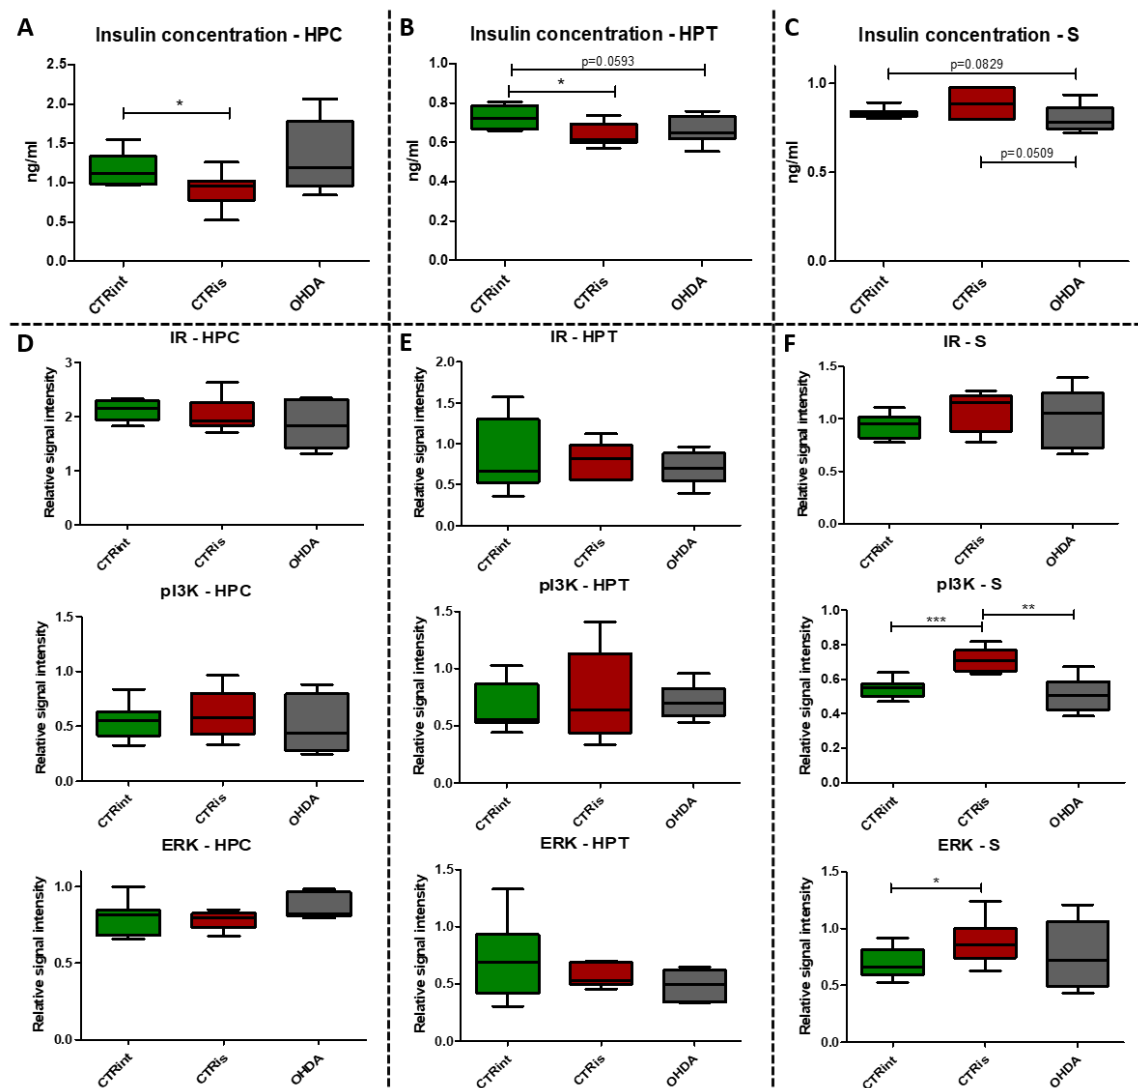 A
Insulin concentration - HPC
2.5
2.0
1.5
1.0
0.5
0.0
ng/ml
*
CTRint
CTRis
OHDA
B
Insulin concentration - HPT
p=0.0593
*
1.0
0.8
0.6
0.4
0.2
0.0
ng/ml
CTRint
CTRis
OHDA
C
Insulin concentration - S
p=0.0829
p=0.0509
1.0
0.5
0.0
ng/ml
CTRint
CTRis
OHDA
D
IR - HPC
3
2
1
0
Relative signal intensity
CTRint
CTRis
OHDA
pI3K - HPC
1.5
1.0
0.5
0.0
Relative signal intensity
CTRint
CTRis
OHDA
ERK - HPC
1.0
0.5
0.0
Relative signal intensity
CTRint
CTRis
OHDA
E
IR - HPT
2.0
1.5
1.0
0.5
0.0
Relative signal intensity
CTRint
CTRis
OHDA
pI3K - HPT
1.5
1.0
0.5
0.0
Relative signal intensity
CTRint
CTRis
OHDA
ERK - HPT
1.5
1.0
0.5
0.0
Relative signal intensity
CTRint
CTRis
OHDA
F
IR - S
1.5
1.0
0.5
0.0
Relative signal intensity
CTRint
CTRis
OHDA
pI3K - S
***
**
1.0
0.8
0.6
0.4
0.2
0.0
Relative signal intensity
CTRint
CTRis
OHDA
ERK - S
*
1.5
1.0
0.5
0.0
Relative signal intensity
CTRint
CTRis
OHDA